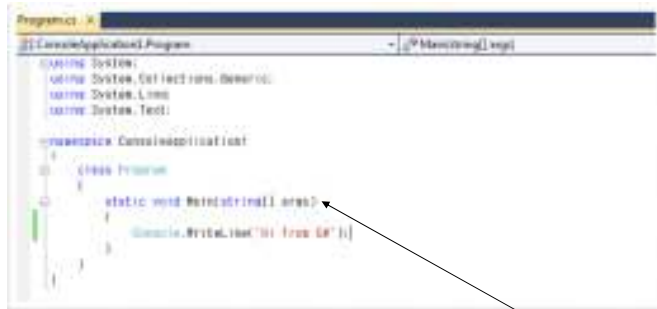 Program.cs
ConsoleApplication1.Program
Main(string[] args)
using System;
using System.Collections.Generic;
using System.Linq
using System.Text;
namespace ConsoleApplication1
{
class Program
{
static void Main(string[] args)
{
Console.WriteLine("Hi from C#");
}
}
}